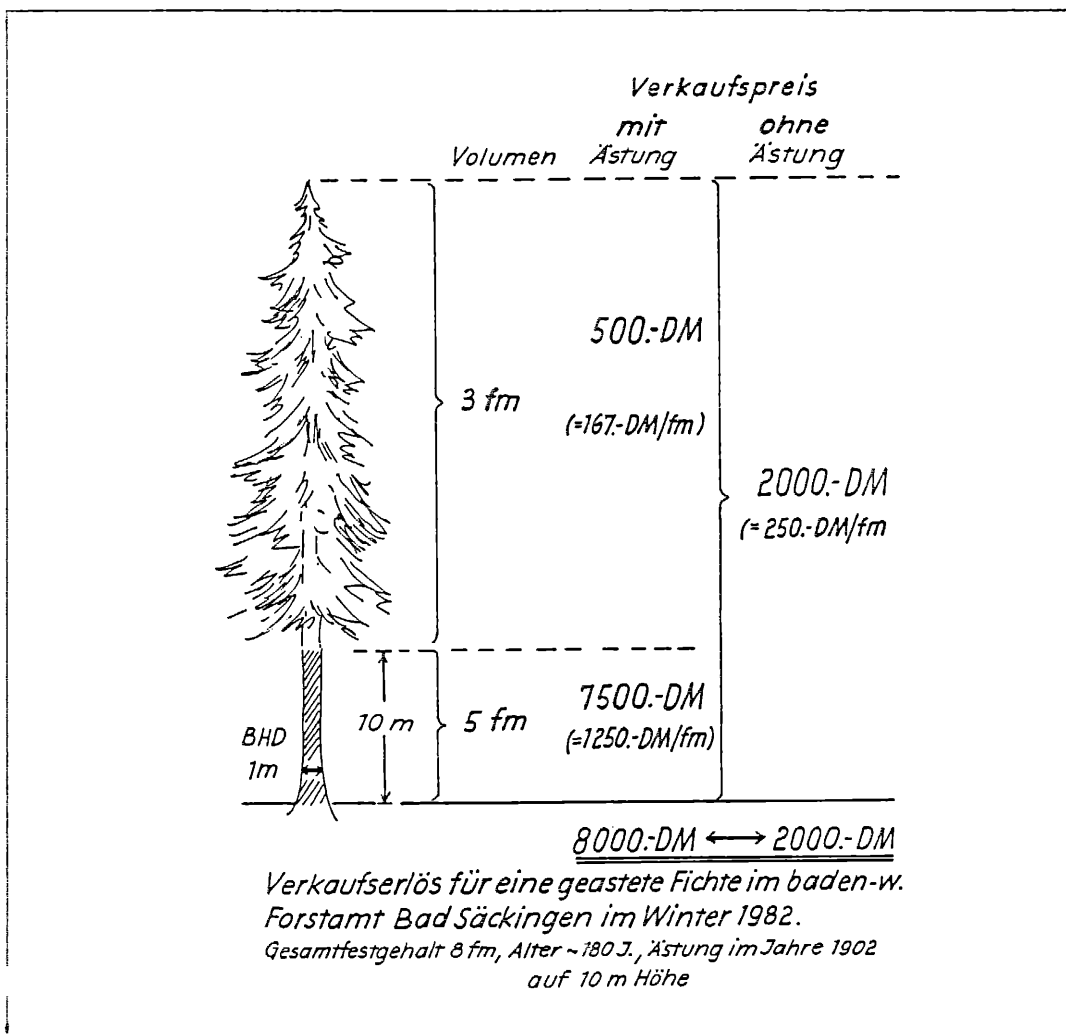 Verkaufspreis
mit ohne
Volumen Ästung Ästung
500.-DM
3 fm
(=167.-DM/fm)
2000.-DM
(=250.-DM/fm
7500.-DM
10 m 5 fm
(=1250.-DM/fm)
BHD
1m
8000.-DM ⟷ 2000.-DM
Verkaufserlös für eine geastete Fichte im baden-w.
Forstamt Bad Säckingen im Winter 1982.
Gesamtfestgehalt 8 fm, Alter ~180 J., Ästung im Jahre 1902
auf 10 m Höhe